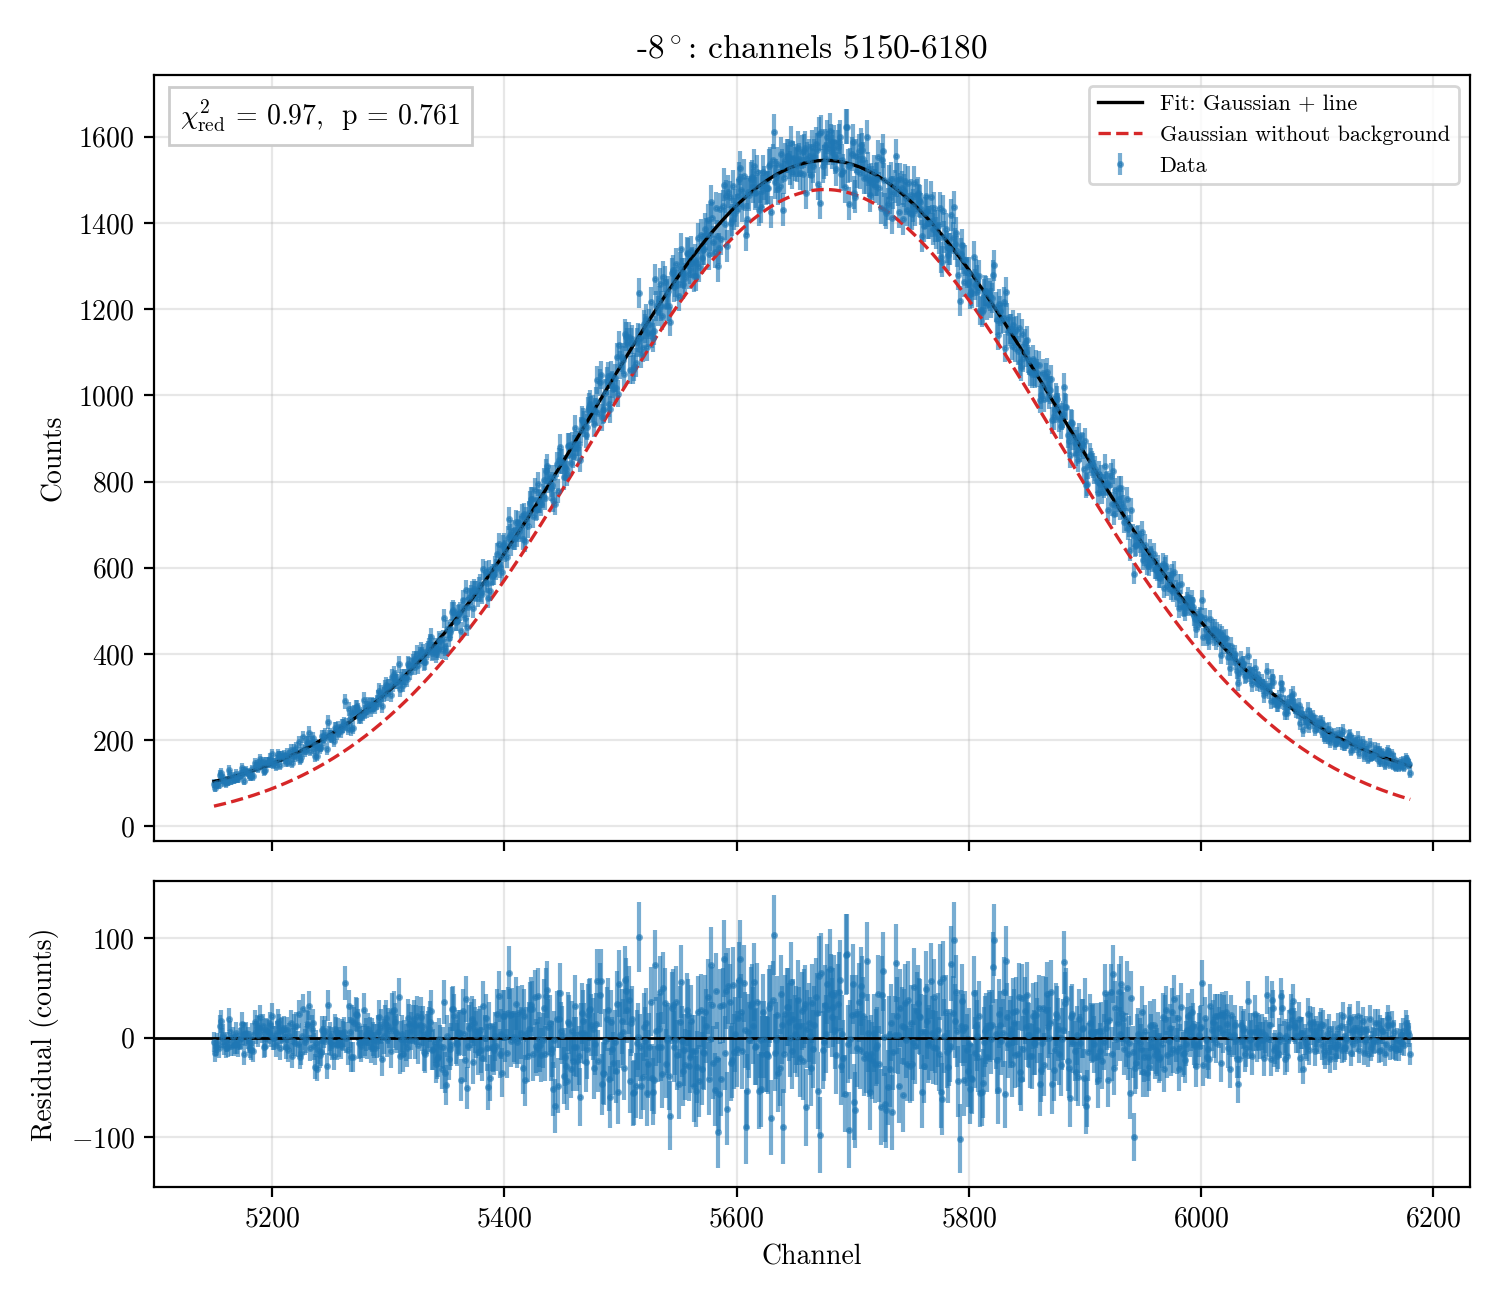 -8°: channels 5150-6180
χ²red = 0.97, p = 0.761
Fit: Gaussian + line
Gaussian without background
Data
1600
1400
1200
1000
800
600
400
200
0
Counts
100
0
−100
Residual (counts)
5200 5400 5600 5800 6000 6200
Channel